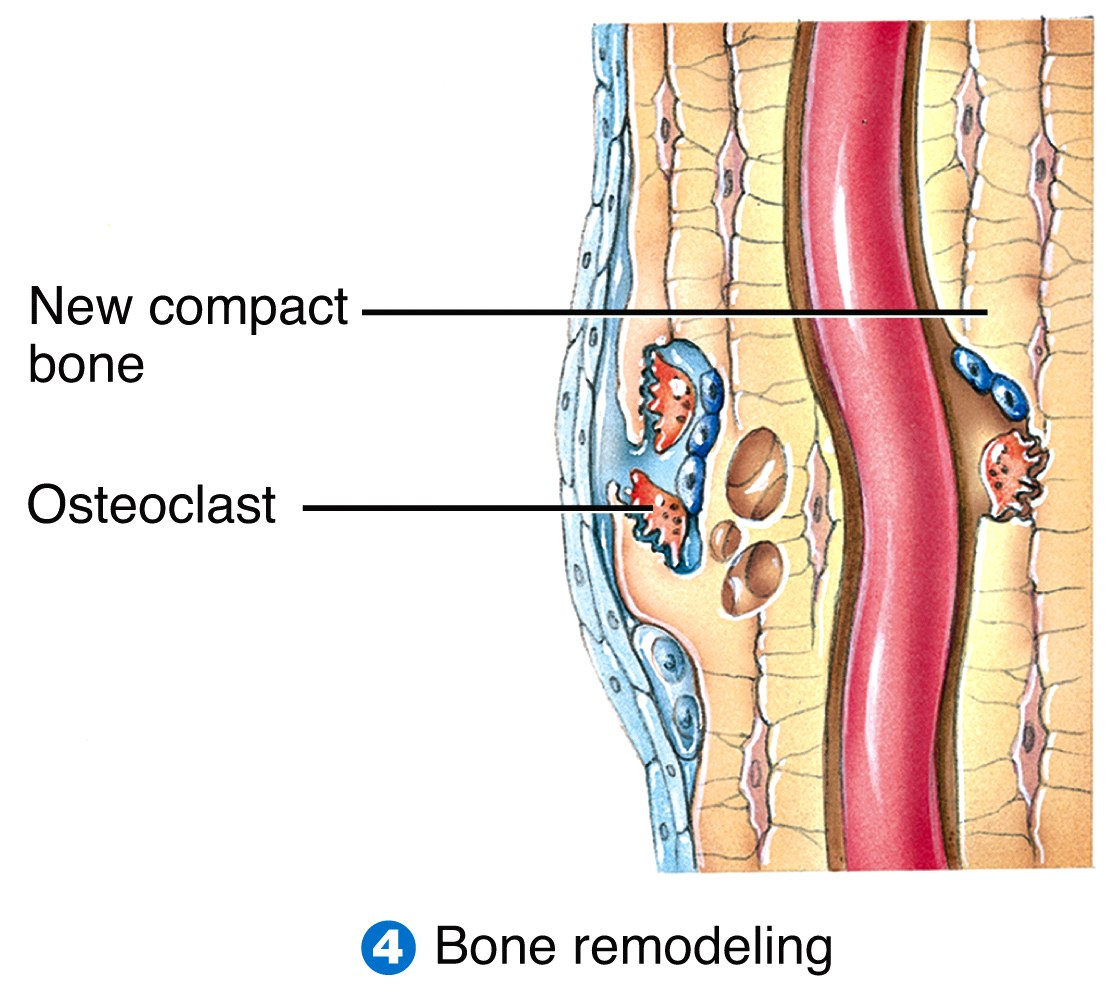 New compact
bone
Osteoclast
4 Bone remodeling